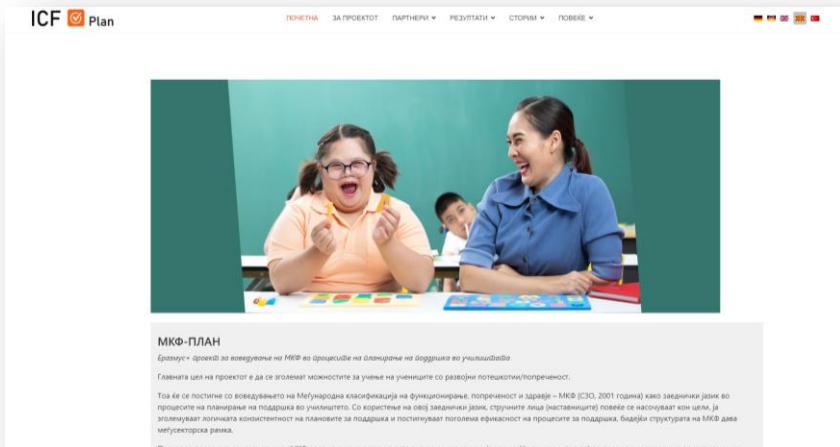 ICF Plan
ПОЧЕТНА ЗА ПРОЕКТОТ ПАРТНЕРИ РЕЗУЛТАТИ СТОРИИ ПОВЕЌЕ
МКФ-ПЛАН
Еразмус+ проект за воведување на МКФ во процесите на планирање на поддршка во училиштата
Главната цел на проектот е да се зголемат можностите за учење на учениците со развојни потешкотии/попреченост.
Тоа ќе се постигне со воведувањето на Меѓународна класификација на функционирање, попреченост и здравје – МКФ (СЗО, 2001 година) како заеднички јазик во
процесите на планирање на поддршка во училиштето. Со користење на овој заеднички јазик, стручните лица (наставниците) повеќе се насочуваат кон цели, ја
зголемуваат логичката конзистентност на плановите за поддршка и постигнуваат поголема ефикасност на процесите за поддршка, бидејќи структурата на МКФ дава
меѓусекторска рамка.